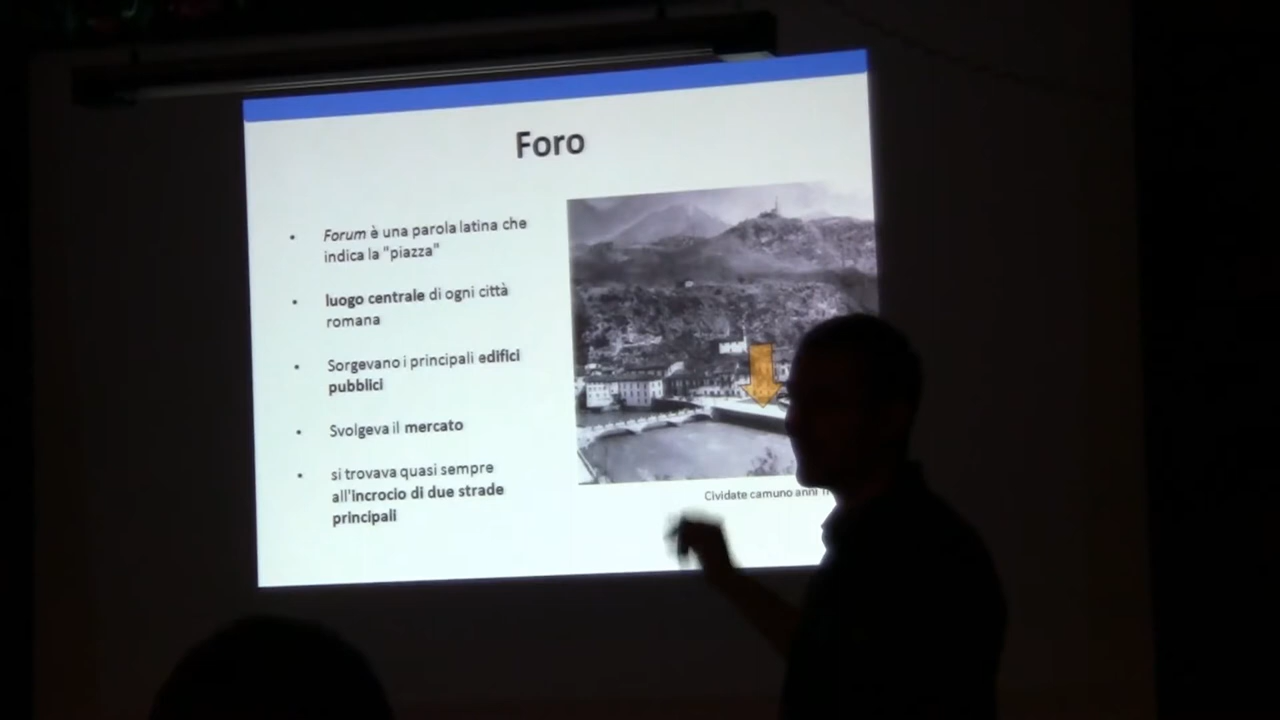 Foro
• Forum è una parola latina che
indica la "piazza"
• luogo centrale di ogni città
romana
• Sorgevano i principali edifici
pubblici
• Svolgeva il mercato
• si trovava quasi sempre
all'incrocio di due strade
principali
Cividate camuno anni